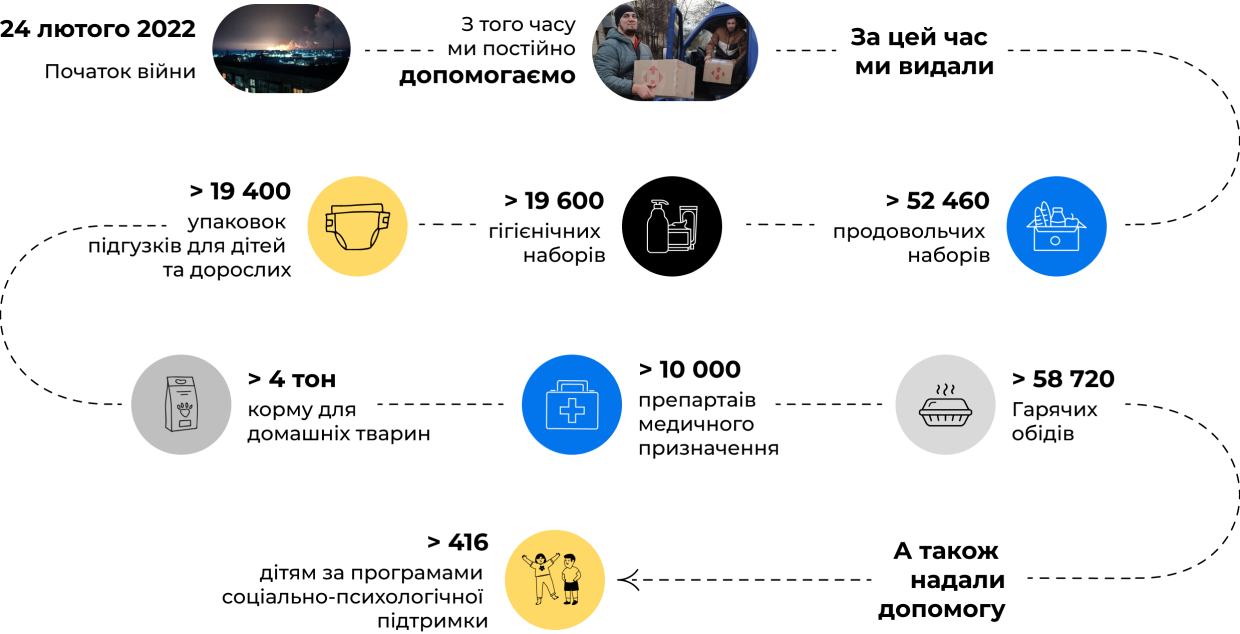 24 лютого 2022
Початок війни
З того часу
ми постійно
допомагаємо
За цей час
ми видали
> 52 460
продовольчих
наборів
> 19 600
гігієнічних
наборів
> 19 400
упаковок
підгузків для дітей
та дорослих
> 4 тон
корму для
домашніх тварин
> 10 000
препартаів
медичного
призначення
> 58 720
Гарячих
обідів
А також
надали
допомогу
> 416
дітям за програмами
соціально-психологічної
підтримки